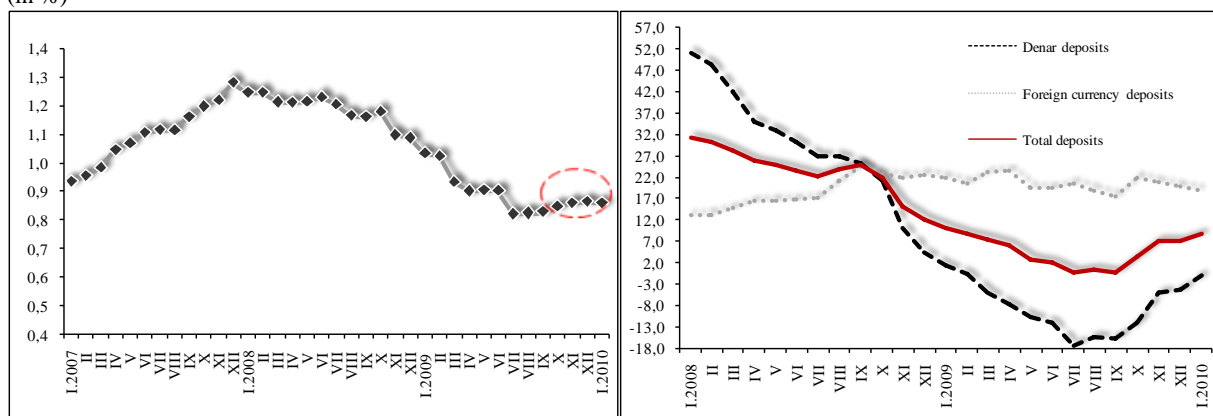 (in %)
1,4
1,3
1,2
1,1
1,0
0,9
0,8
0,7
0,6
0,5
0,4
I.2007
II
III
IV
V
VI
VII
VIII
IX
X
XI
XII
I.2008
II
III
IV
V
VI
VII
VIII
IX
X
XI
XII
I.2009
II
III
IV
V
VI
VII
VIII
IX
X
XI
XII
I.2010
57,0
52,0
47,0
42,0
37,0
32,0
27,0
22,0
17,0
12,0
7,0
2,0
-3,0
-8,0
-13,0
-18,0
Denar deposits
Foreign currency deposits
Total deposits
I.2008
II
III
IV
V
VI
VII
VIII
IX
X
XI
XII
I.2009
II
III
IV
V
VI
VII
VIII
IX
X
XI
XII
I.2010